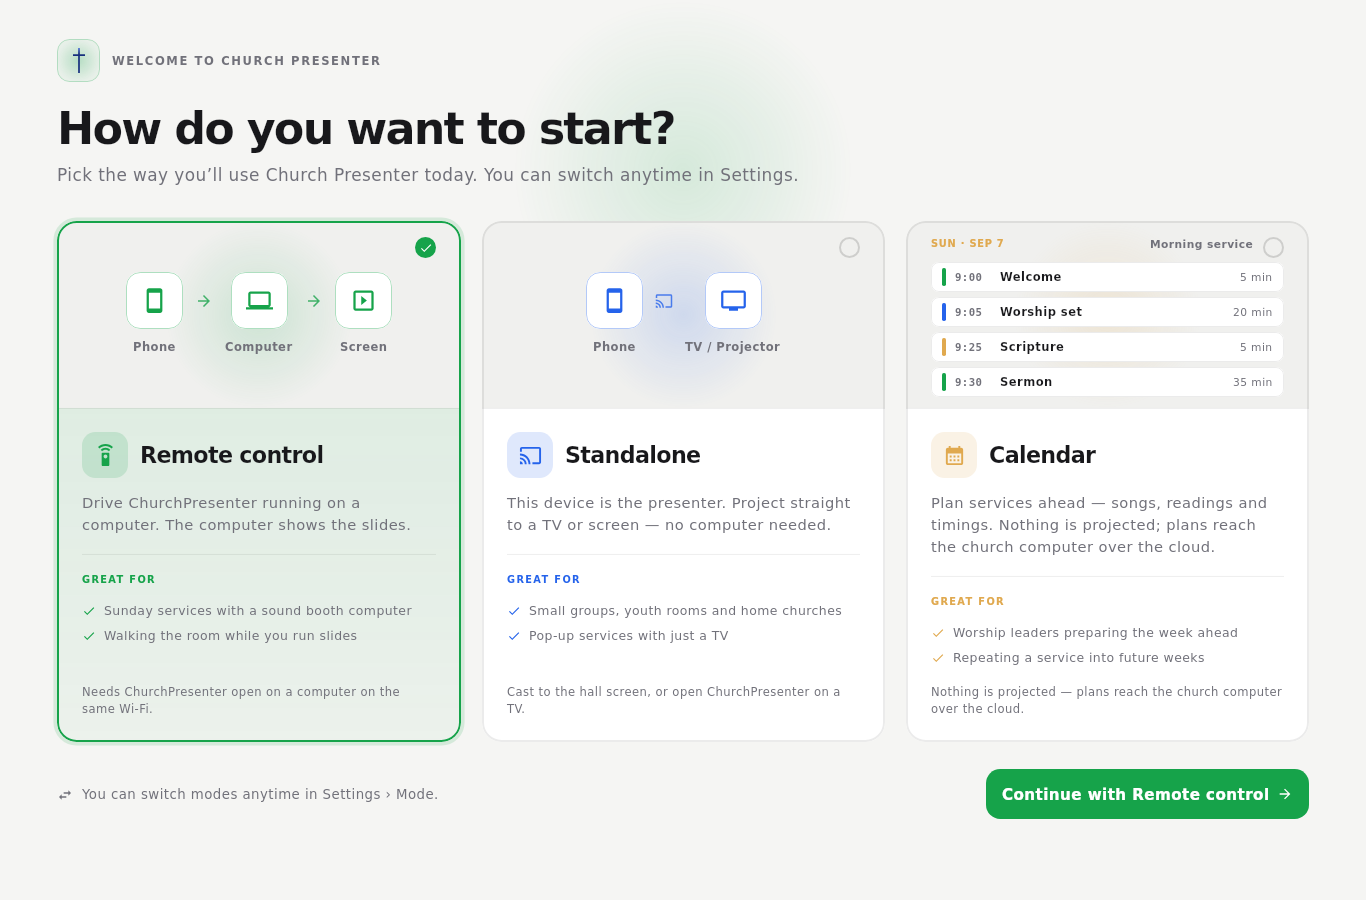 WELCOME TO CHURCH PRESENTER
How do you want to start?
Pick the way you’ll use Church Presenter today. You can switch anytime in Settings.
Phone
Computer
Screen
Remote control
Drive ChurchPresenter running on a
computer. The computer shows the slides.
GREAT FOR
Sunday services with a sound booth computer
Walking the room while you run slides
Needs ChurchPresenter open on a computer on the
same Wi-Fi.
Phone
TV / Projector
Standalone
This device is the presenter. Project straight
to a TV or screen — no computer needed.
GREAT FOR
Small groups, youth rooms and home churches
Pop-up services with just a TV
Cast to the hall screen, or open ChurchPresenter on a
TV.
SUN · SEP 7 Morning service
9:00 Welcome 5 min
9:05 Worship set 20 min
9:25 Scripture 5 min
9:30 Sermon 35 min
Calendar
Plan services ahead — songs, readings and
timings. Nothing is projected; plans reach
the church computer over the cloud.
GREAT FOR
Worship leaders preparing the week ahead
Repeating a service into future weeks
Nothing is projected — plans reach the church computer
over the cloud.
You can switch modes anytime in Settings › Mode.
Continue with Remote control